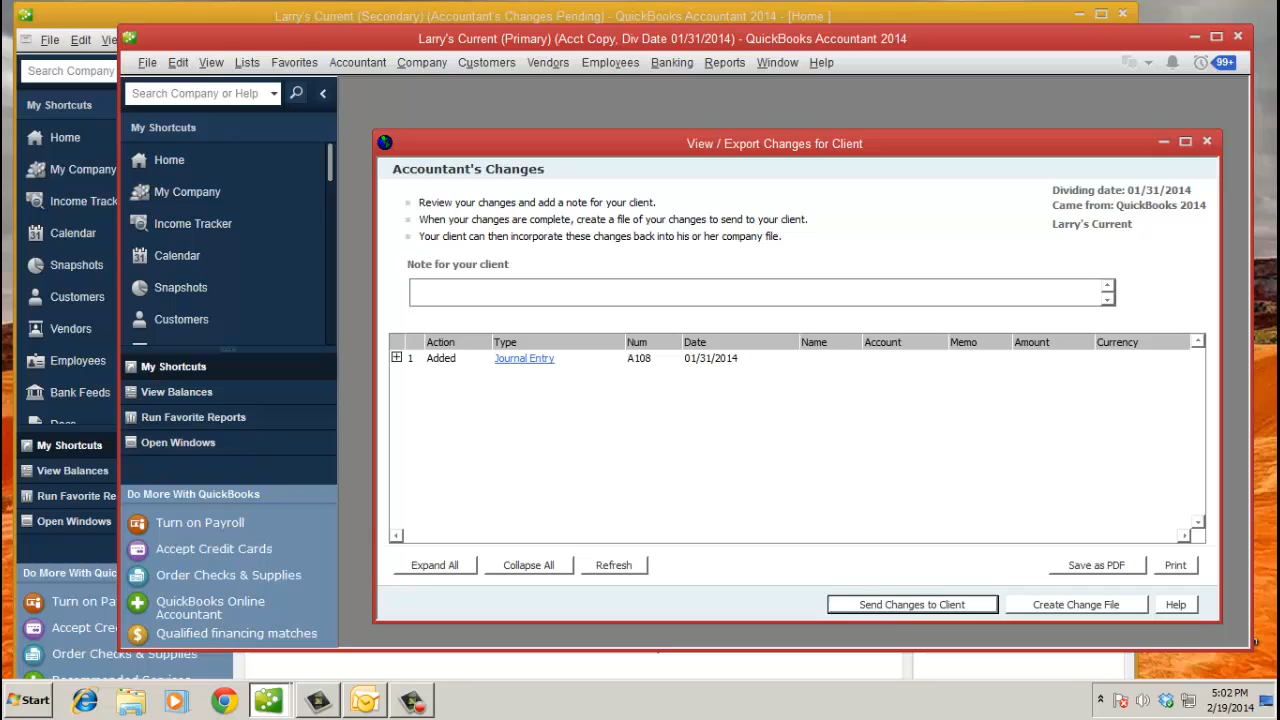 Larry's Current (Secondary) (Accountant's Changes Pending) - QuickBooks Accountant 2014 - [Home ]
File Edit
Search Company
My Shortcuts
Home
My Company
Income Track
Calendar
Snapshots
Customers
Vendors
Employees
Bank Feeds
My Shortcuts
View Balances
Run Favorite Re
Open Windows
Do More With Quic
Turn on Pa
Accept Cre
Order Checks & Supplies
Larry's Current (Primary) (Acct Copy, Div Date 01/31/2014) - QuickBooks Accountant 2014
File Edit View Lists Favorites Accountant Company Customers Vendors Employees Banking Reports Window Help
99+
Search Company or Help
My Shortcuts
Home
My Company
Income Tracker
Calendar
31
Snapshots
Customers
My Shortcuts
View Balances
Run Favorite Reports
Open Windows
Do More With QuickBooks
Turn on Payroll
Accept Credit Cards
Order Checks & Supplies
QuickBooks Online
Accountant
Qualified financing matches
View / Export Changes for Client
Accountant's Changes
Review your changes and add a note for your client.
When your changes are complete, create a file of your changes to send to your client.
Your client can then incorporate these changes back into his or her company file.
Dividing date: 01/31/2014
Came from: QuickBooks 2014
Larry's Current
Note for your client
Action Type Num Date Name Account Memo Amount Currency
1 Added Journal Entry A108 01/31/2014
Expand All Collapse All Refresh Save as PDF Print
Send Changes to Client Create Change File Help
Start
5:02 PM
2/19/2014